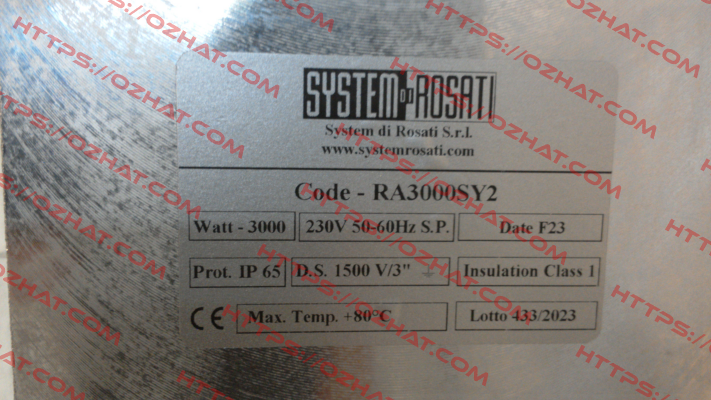 SYSTEM DI ROSATI
System di Rosati S.r.l.
www.systemrosati.com
Code - RA3000SY2
Watt - 3000 230V 50-60Hz S.P. Date F23
Prot. IP 65 D.S. 1500 V/3" Insulation Class 1
CE Max. Temp. +80°C Lotto 433/2023
HTTPS://OZHAT.COM